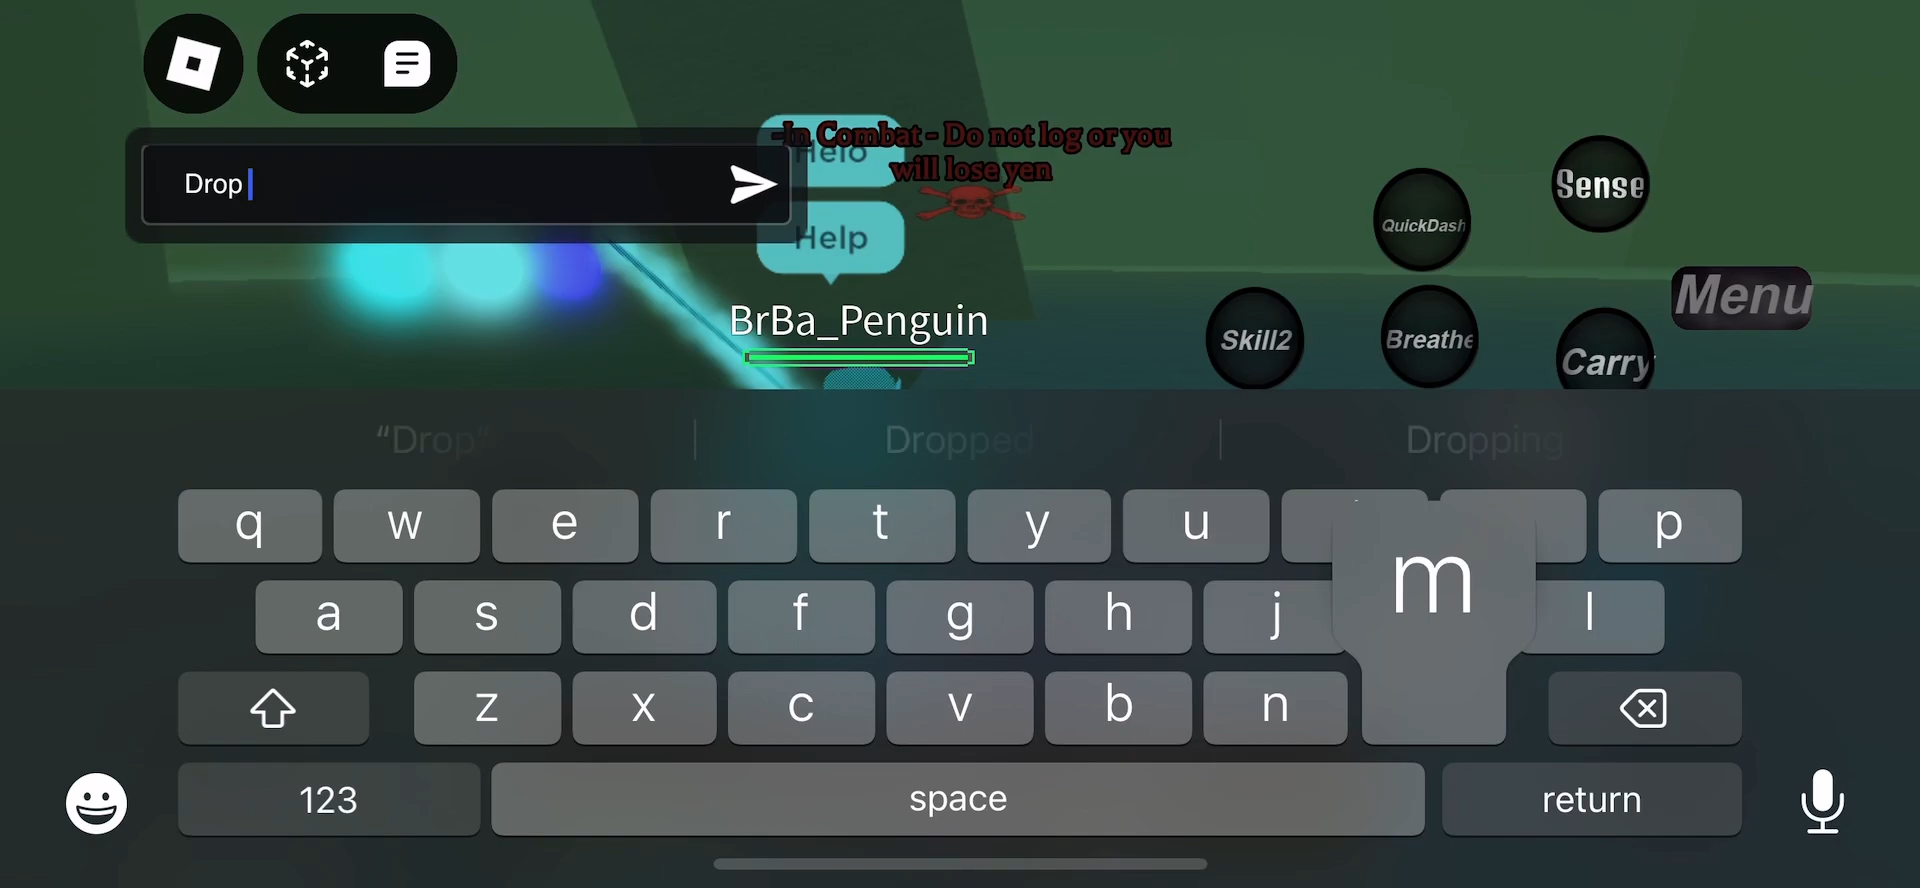 Drop
In Combat - Do not log or you
will lose yen
Helo
Help
BrBa_Penguin
QuickDash
Sense
Menu
Skill2
Breathe
Carry
“Drop”
Dropped
Dropping
q w e r t y u p
a s d f g h j l
m
z x c v b n
123 space return